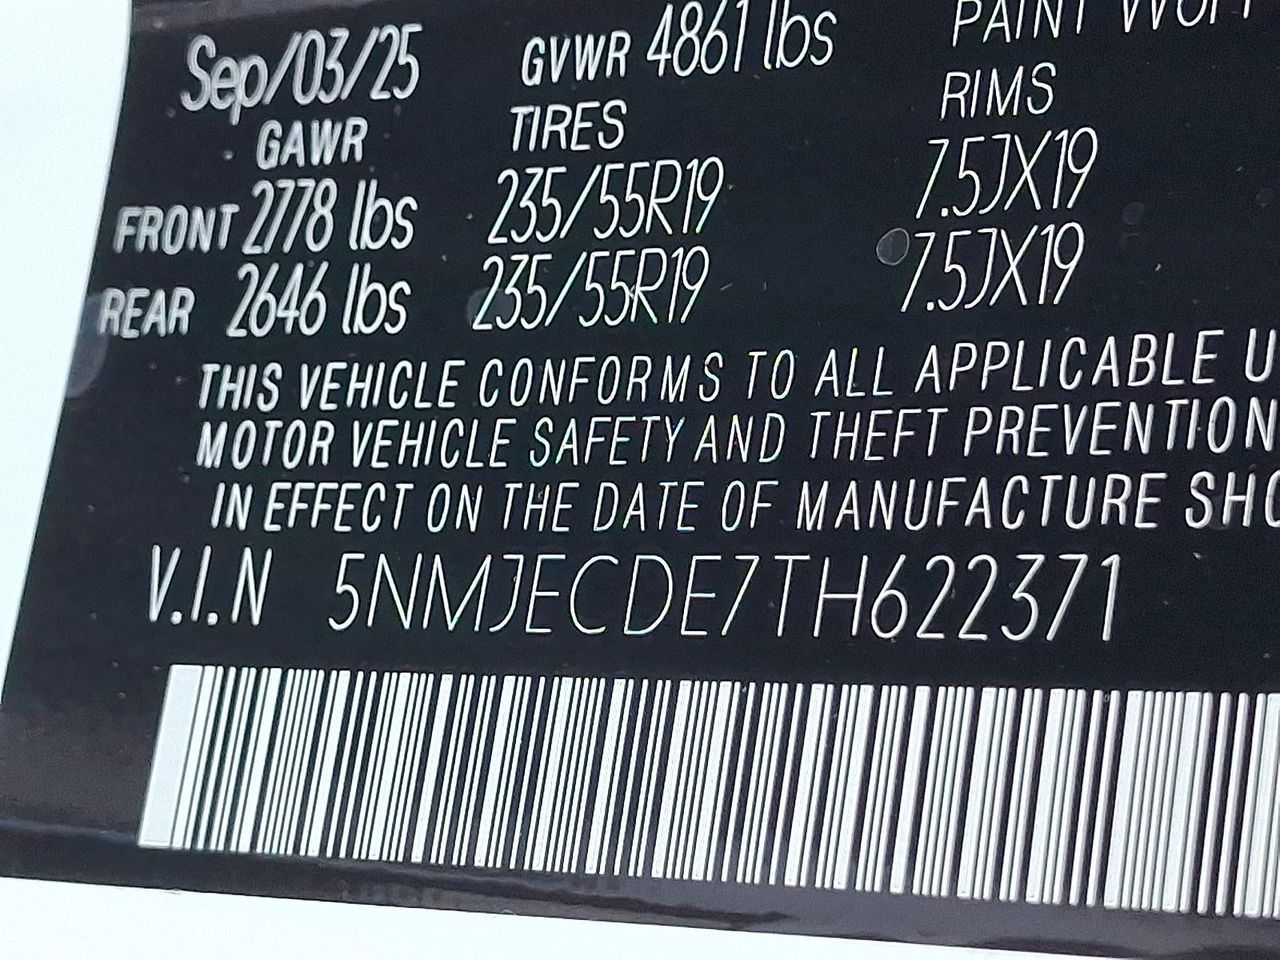 Sep/03/25 GVWR 4861 lbs PAINT
GAWR TIRES RIMS
FRONT 2778 lbs 235/55R19 7.5JX19
REAR 2646 lbs 235/55R19 7.5JX19
THIS VEHICLE CONFORMS TO ALL APPLICABLE U
MOTOR VEHICLE SAFETY AND THEFT PREVENTION
IN EFFECT ON THE DATE OF MANUFACTURE SHO
V.I.N 5NMJECDE7TH622371